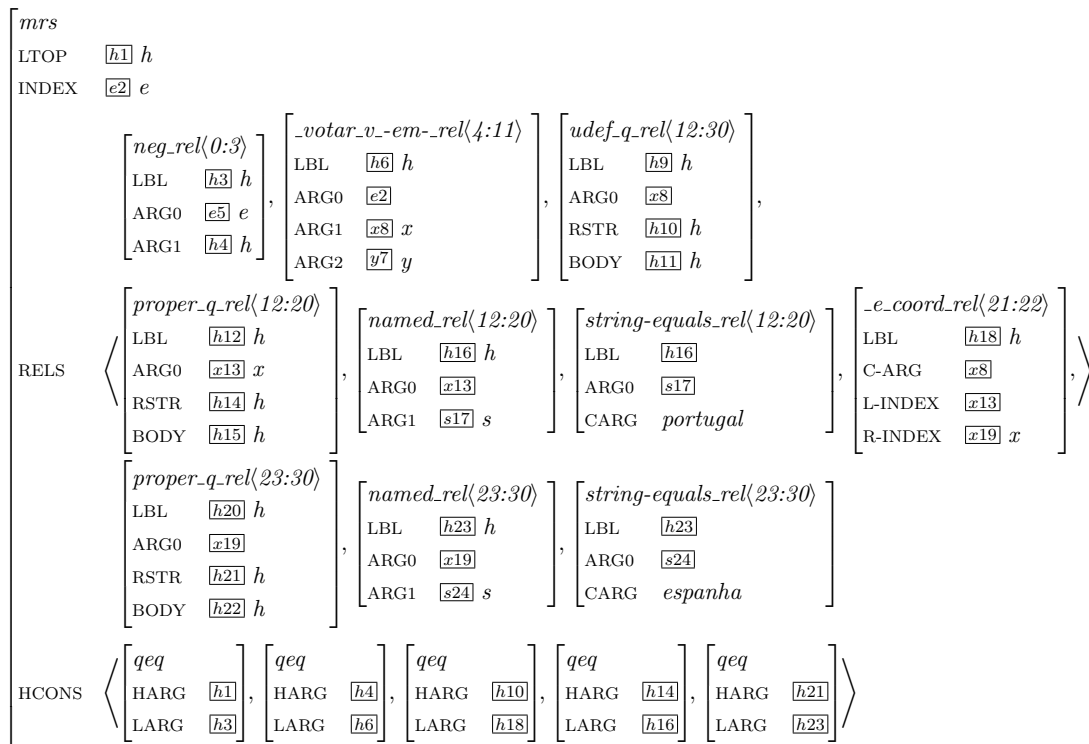 mrs
LTOP h1 h
INDEX e2 e
neg_rel⟨0:3⟩
LBL h3 h
ARG0 e5 e
ARG1 h4 h
,
_votar_v_-em-_rel⟨4:11⟩
LBL h6 h
ARG0 e2
ARG1 x8 x
ARG2 y7 y
,
udef_q_rel⟨12:30⟩
LBL h9 h
ARG0 x8
RSTR h10 h
BODY h11 h
,
RELS ⟨
proper_q_rel⟨12:20⟩
LBL h12 h
ARG0 x13 x
RSTR h14 h
BODY h15 h
,
named_rel⟨12:20⟩
LBL h16 h
ARG0 x13
ARG1 s17 s
,
string-equals_rel⟨12:20⟩
LBL h16
ARG0 s17
CARG portugal
,
_e_coord_rel⟨21:22⟩
LBL h18 h
C-ARG x8
L-INDEX x13
R-INDEX x19 x
, ⟩
proper_q_rel⟨23:30⟩
LBL h20 h
ARG0 x19
RSTR h21 h
BODY h22 h
,
named_rel⟨23:30⟩
LBL h23 h
ARG0 x19
ARG1 s24 s
,
string-equals_rel⟨23:30⟩
LBL h23
ARG0 s24
CARG espanha
HCONS ⟨
qeq
HARG h1
LARG h3
,
qeq
HARG h4
LARG h6
,
qeq
HARG h10
LARG h18
,
qeq
HARG h14
LARG h16
,
qeq
HARG h21
LARG h23
⟩